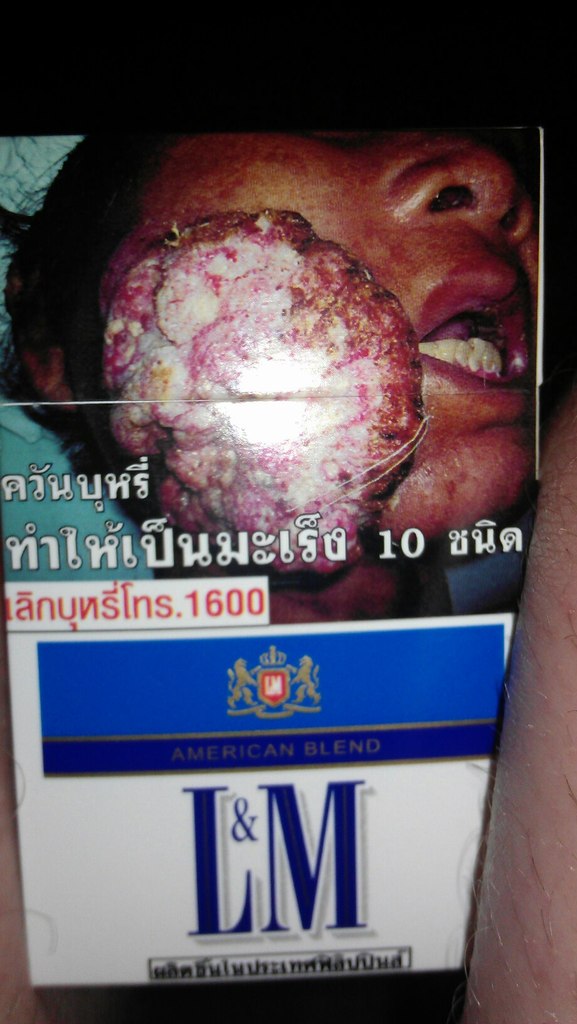 ควันบุหรี่
ทำให้เป็นมะเร็ง 10 ชนิด
เลิกบุหรี่โทร.1600
LM
AMERICAN BLEND
L&M
ผลิตขึ้นในประเทศฟิลิปปินส์